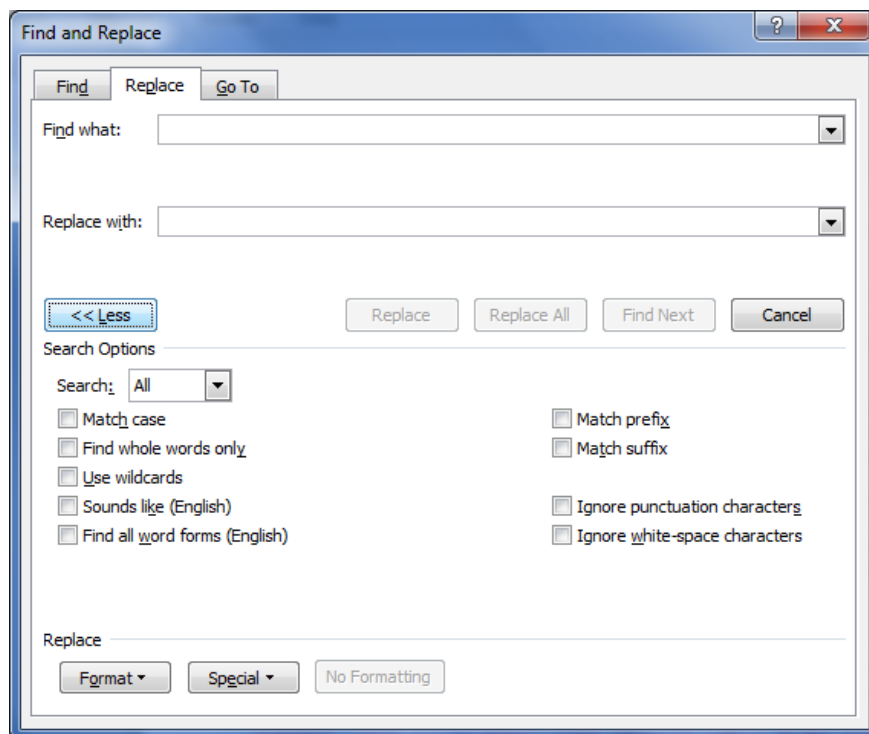 Find and Replace
Find Replace Go To
Find what:
Replace with:
<< Less Replace Replace All Find Next Cancel
Search Options
Search: All
Match case Match prefix
Find whole words only Match suffix
Use wildcards
Sounds like (English) Ignore punctuation characters
Find all word forms (English) Ignore white-space characters
Replace
Format Special No Formatting